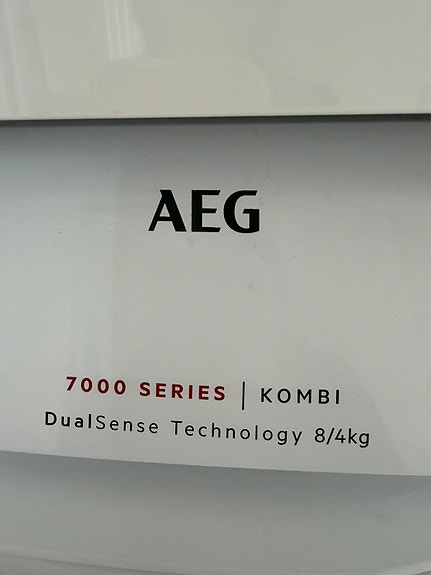 AEG
7000 SERIES | KOMBI
DualSense Technology 8/4kg